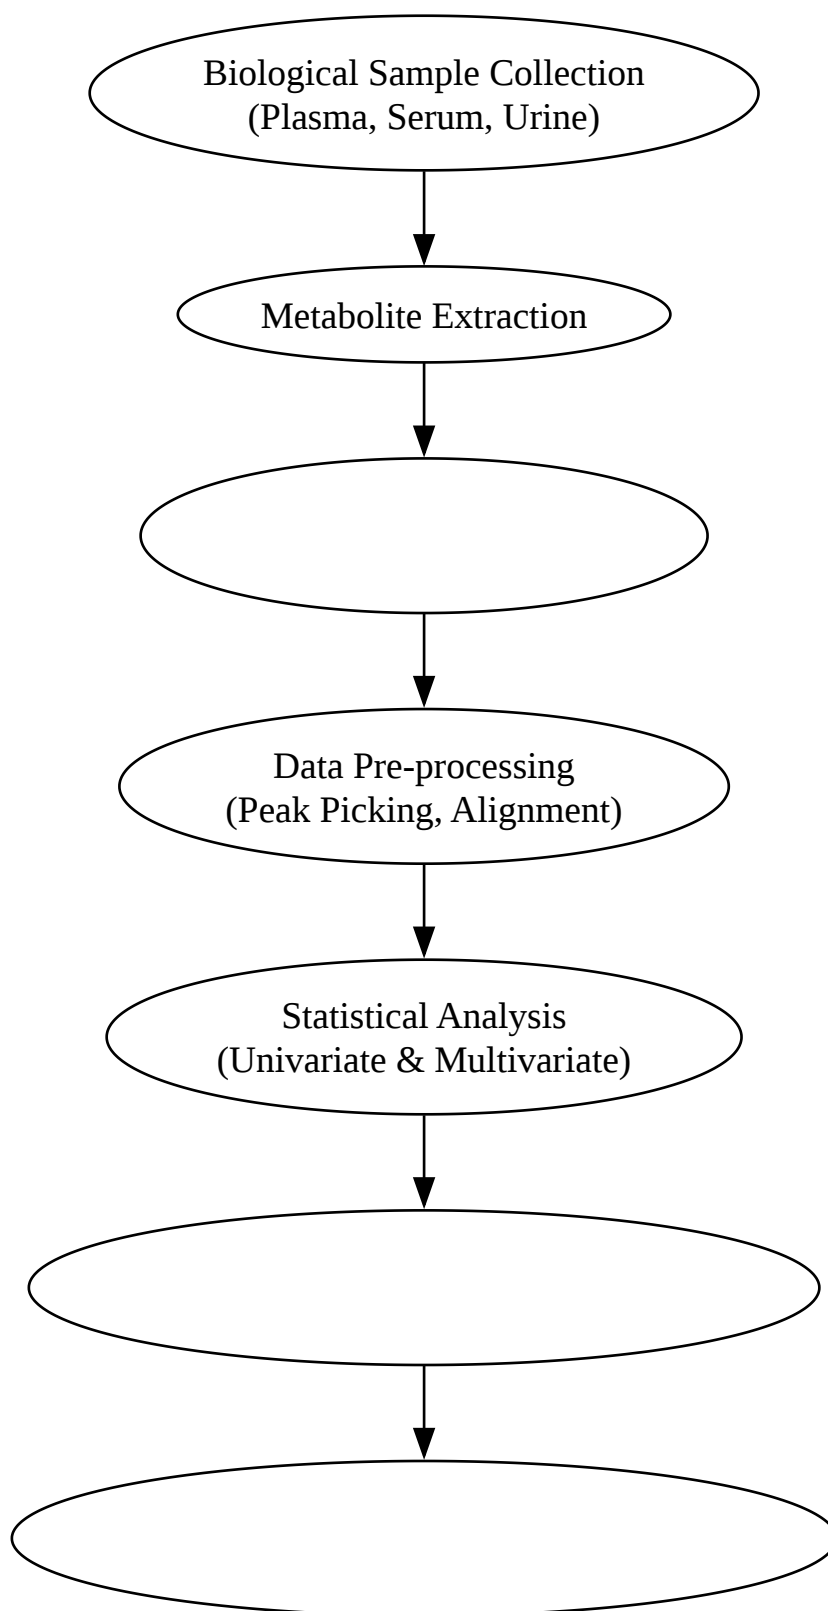 Biological Sample Collection
(Plasma, Serum, Urine)
Metabolite Extraction
Data Pre-processing
(Peak Picking, Alignment)
Statistical Analysis
(Univariate & Multivariate)